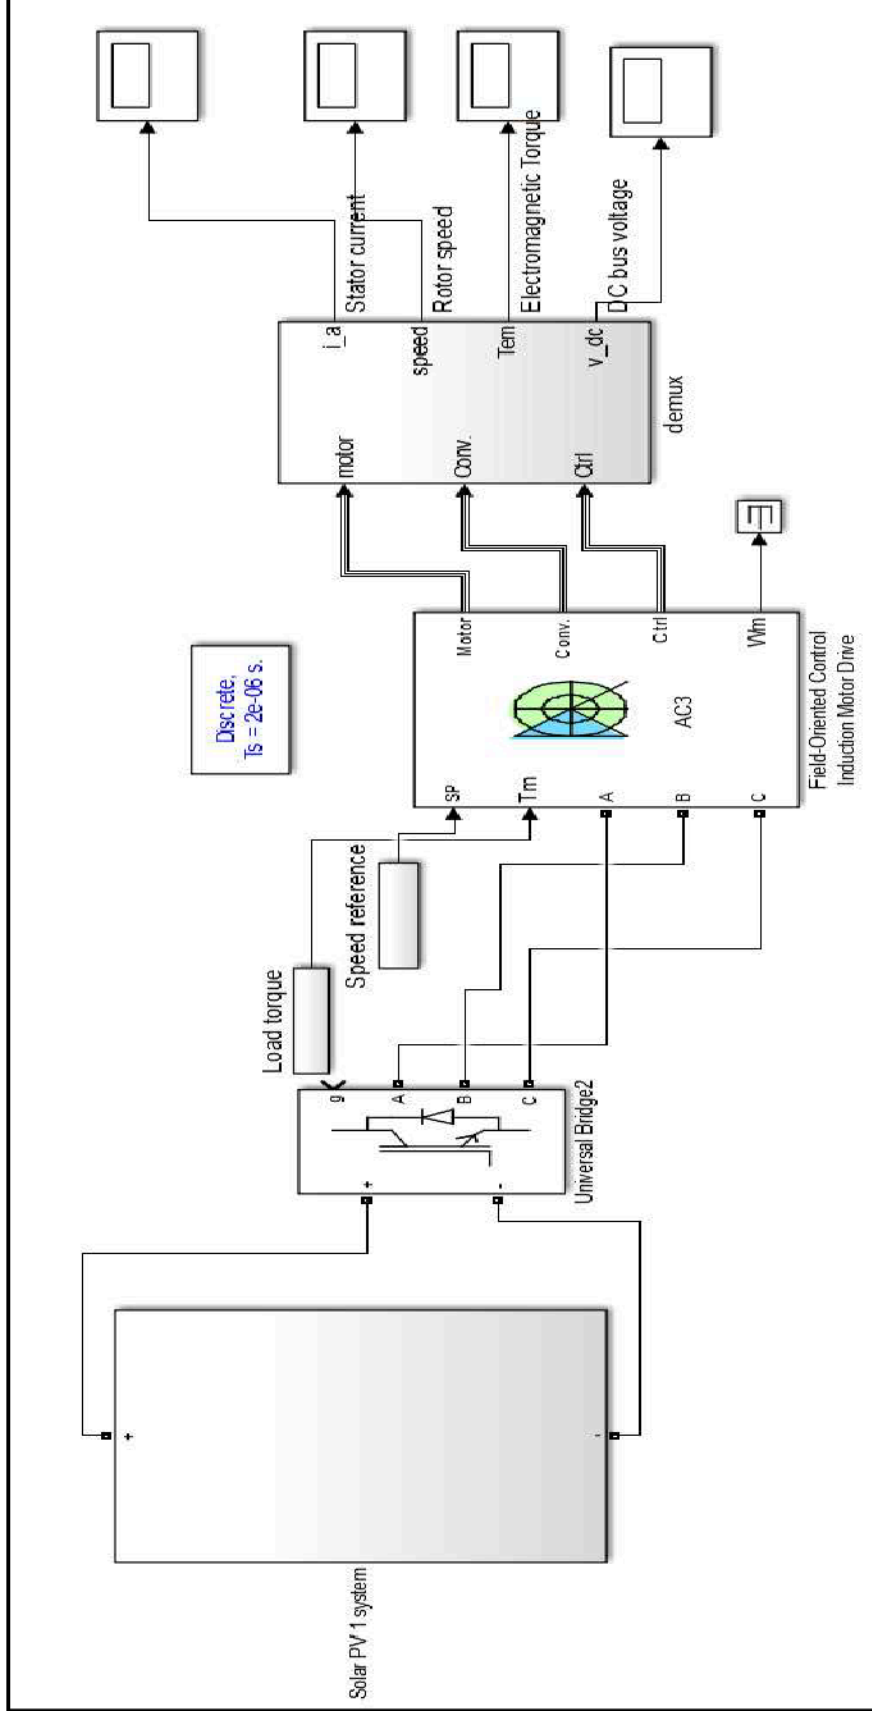 Solar PV 1 system
+
-
+
-
g
A
B
C
Universal Bridge2
Load torque
Speed reference
Discrete,
Ts = 2e-06 s.
SP
Tm
A
B
C
Motor
Conv.
Ctrl
Wm
AC3
Field-Oriented Control
Induction Motor Drive
motor
Conv.
Ctrl
i_a
speed
Tem
v_dc
demux
Stator current
Rotor speed
Electromagnetic Torque
DC bus voltage